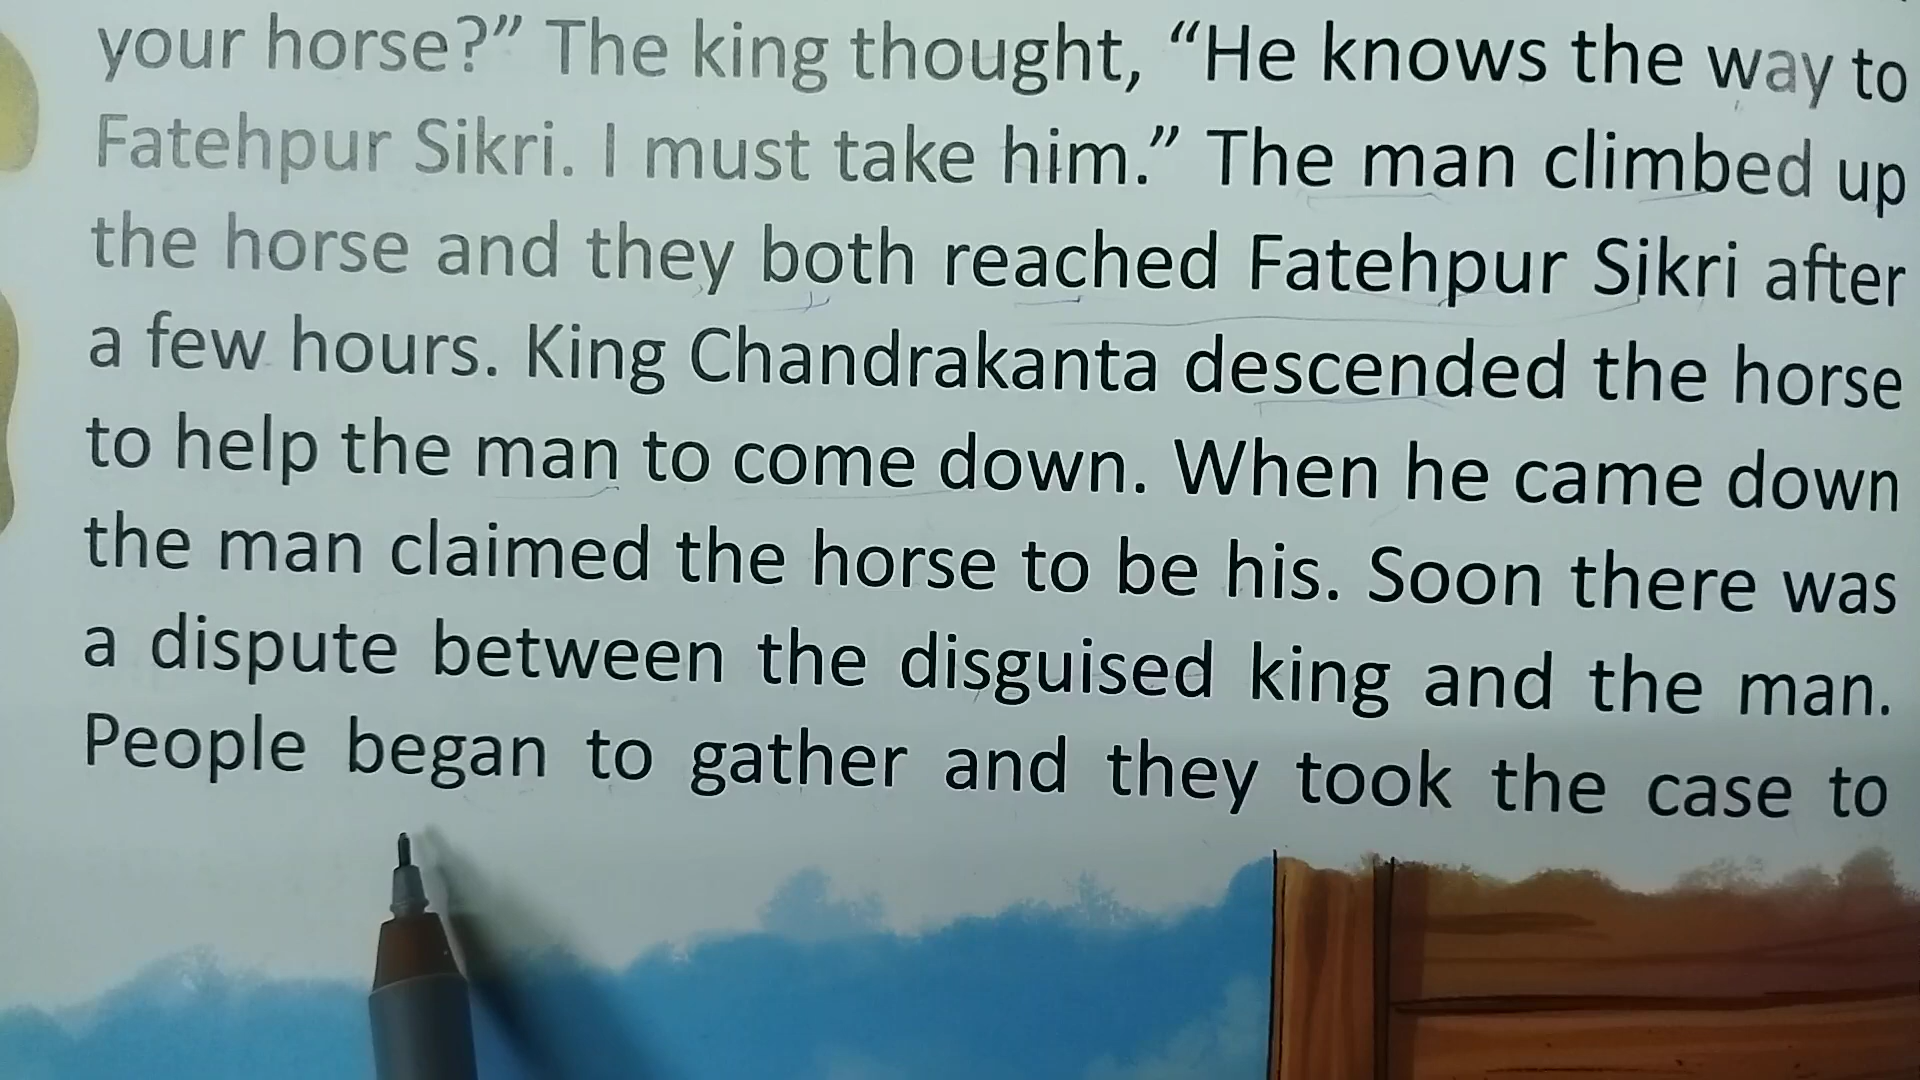 your horse?” The king thought, “He knows the way to
Fatehpur Sikri. I must take him.” The man climbed up
the horse and they both reached Fatehpur Sikri after
a few hours. King Chandrakanta descended the horse
to help the man to come down. When he came down
the man claimed the horse to be his. Soon there was
a dispute between the disguised king and the man.
People began to gather and they took the case to